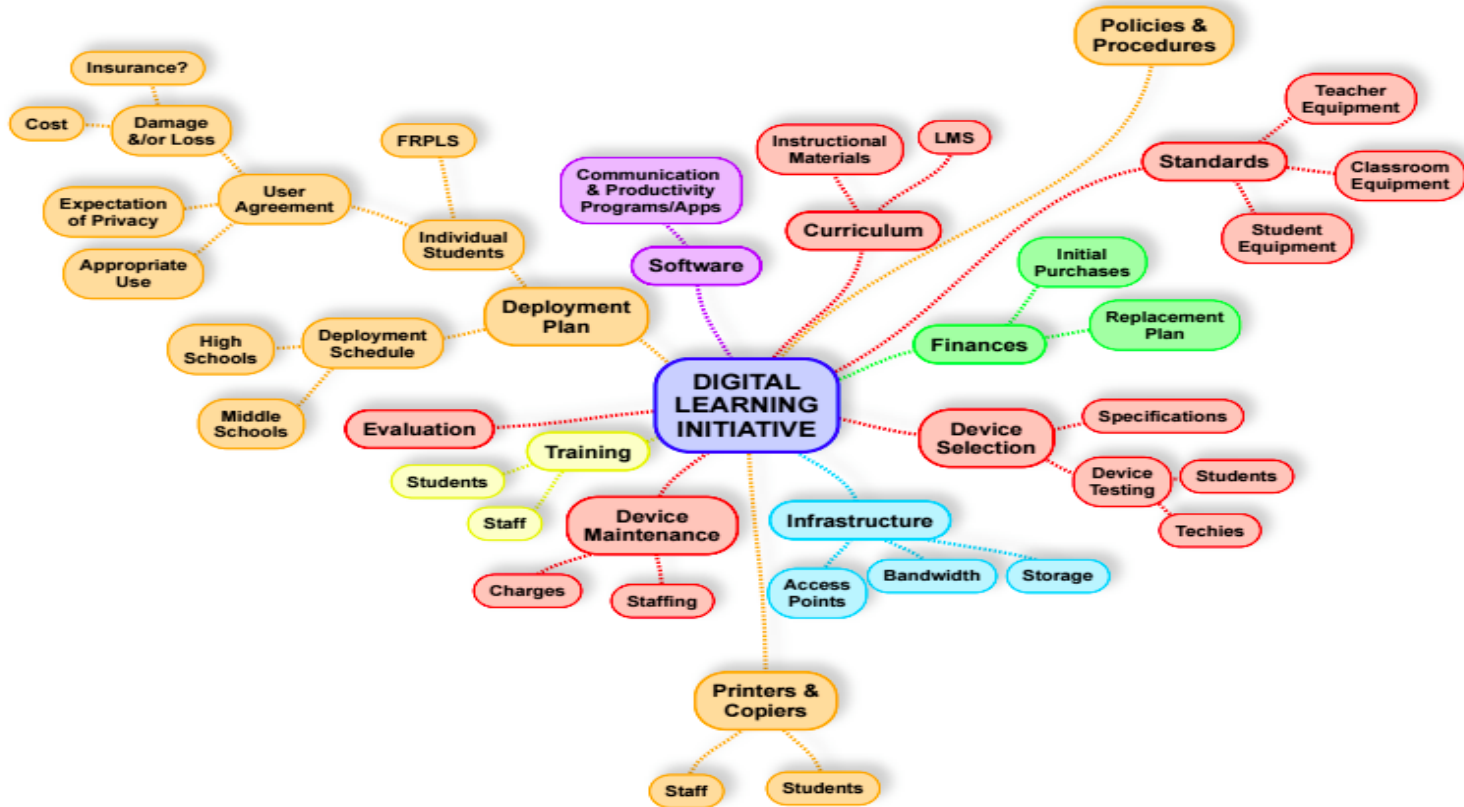 Policies &
Procedures
Insurance?
Cost
Damage
&/or Loss
FRPLS
Expectation
of Privacy
User
Agreement
Appropriate
Use
Individual
Students
Communication
& Productivity
Programs/Apps
Software
Instructional
Materials
LMS
Curriculum
Teacher
Equipment
Standards
Classroom
Equipment
Student
Equipment
Initial
Purchases
Replacement
Plan
Finances
Deployment
Plan
High
Schools
Deployment
Schedule
Middle
Schools
DIGITAL
LEARNING
INITIATIVE
Evaluation
Training
Students
Staff
Device
Selection
Specifications
Device
Testing
Students
Techies
Device
Maintenance
Charges
Staffing
Infrastructure
Access
Points
Bandwidth
Storage
Printers &
Copiers
Staff
Students